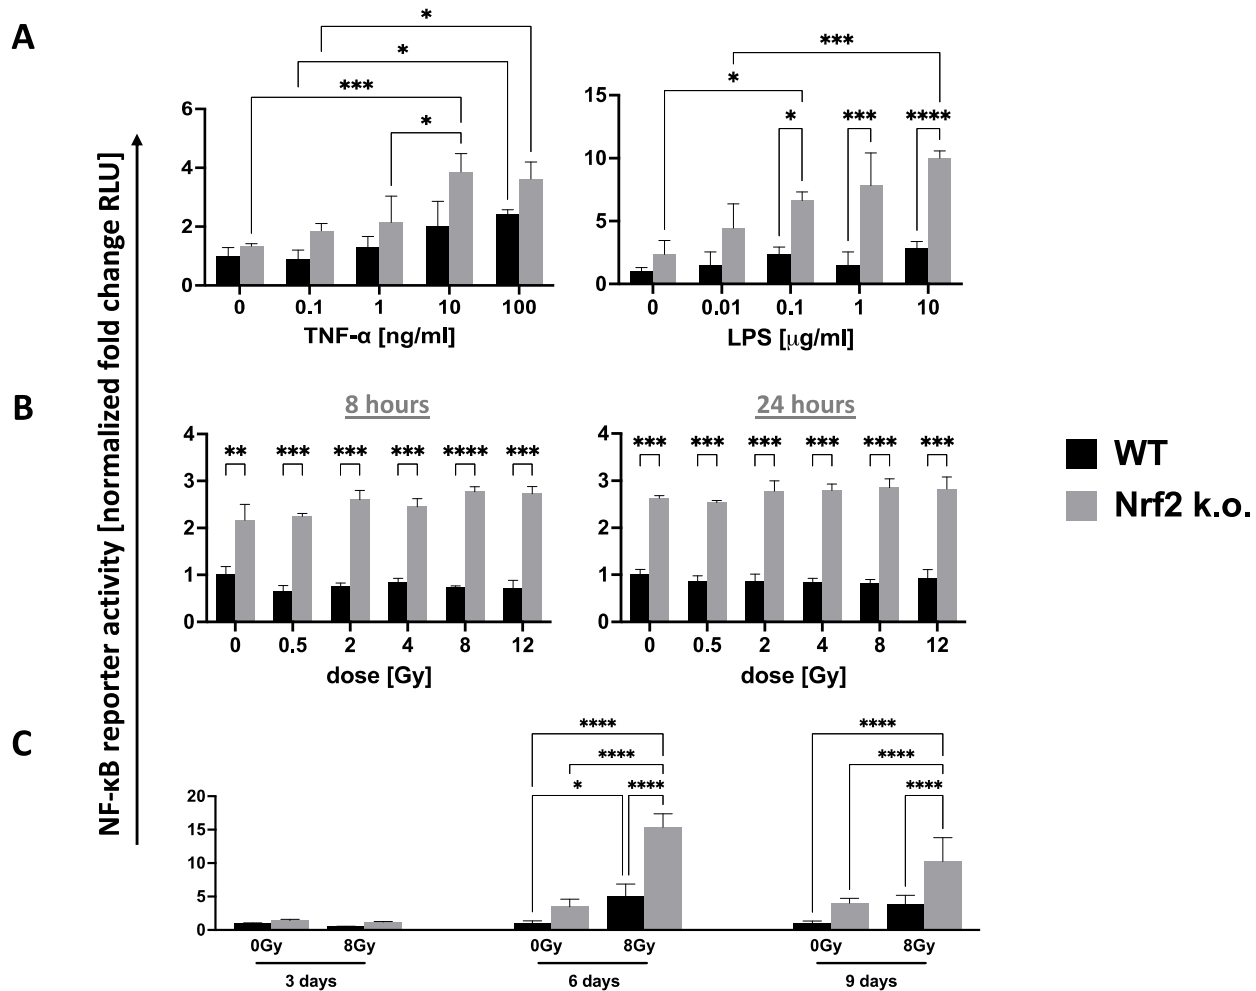 A
NF-κB reporter activity [normalized fold change RLU]
*
*
***
*
6
4
2
0
0 0.1 1 10 100
TNF-α [ng/ml]
***
*
* *** ****
15
10
5
0
0 0.01 0.1 1 10
LPS [μg/ml]
B
8 hours
** *** *** *** **** ***
4
3
2
1
0
0 0.5 2 4 8 12
dose [Gy]
24 hours
*** *** *** *** *** ***
4
3
2
1
0
0 0.5 2 4 8 12
dose [Gy]
WT
Nrf2 k.o.
C
**** ****
**** ****
* **** ****
20
15
10
5
0
0Gy 8Gy 0Gy 8Gy 0Gy 8Gy
3 days 6 days 9 days